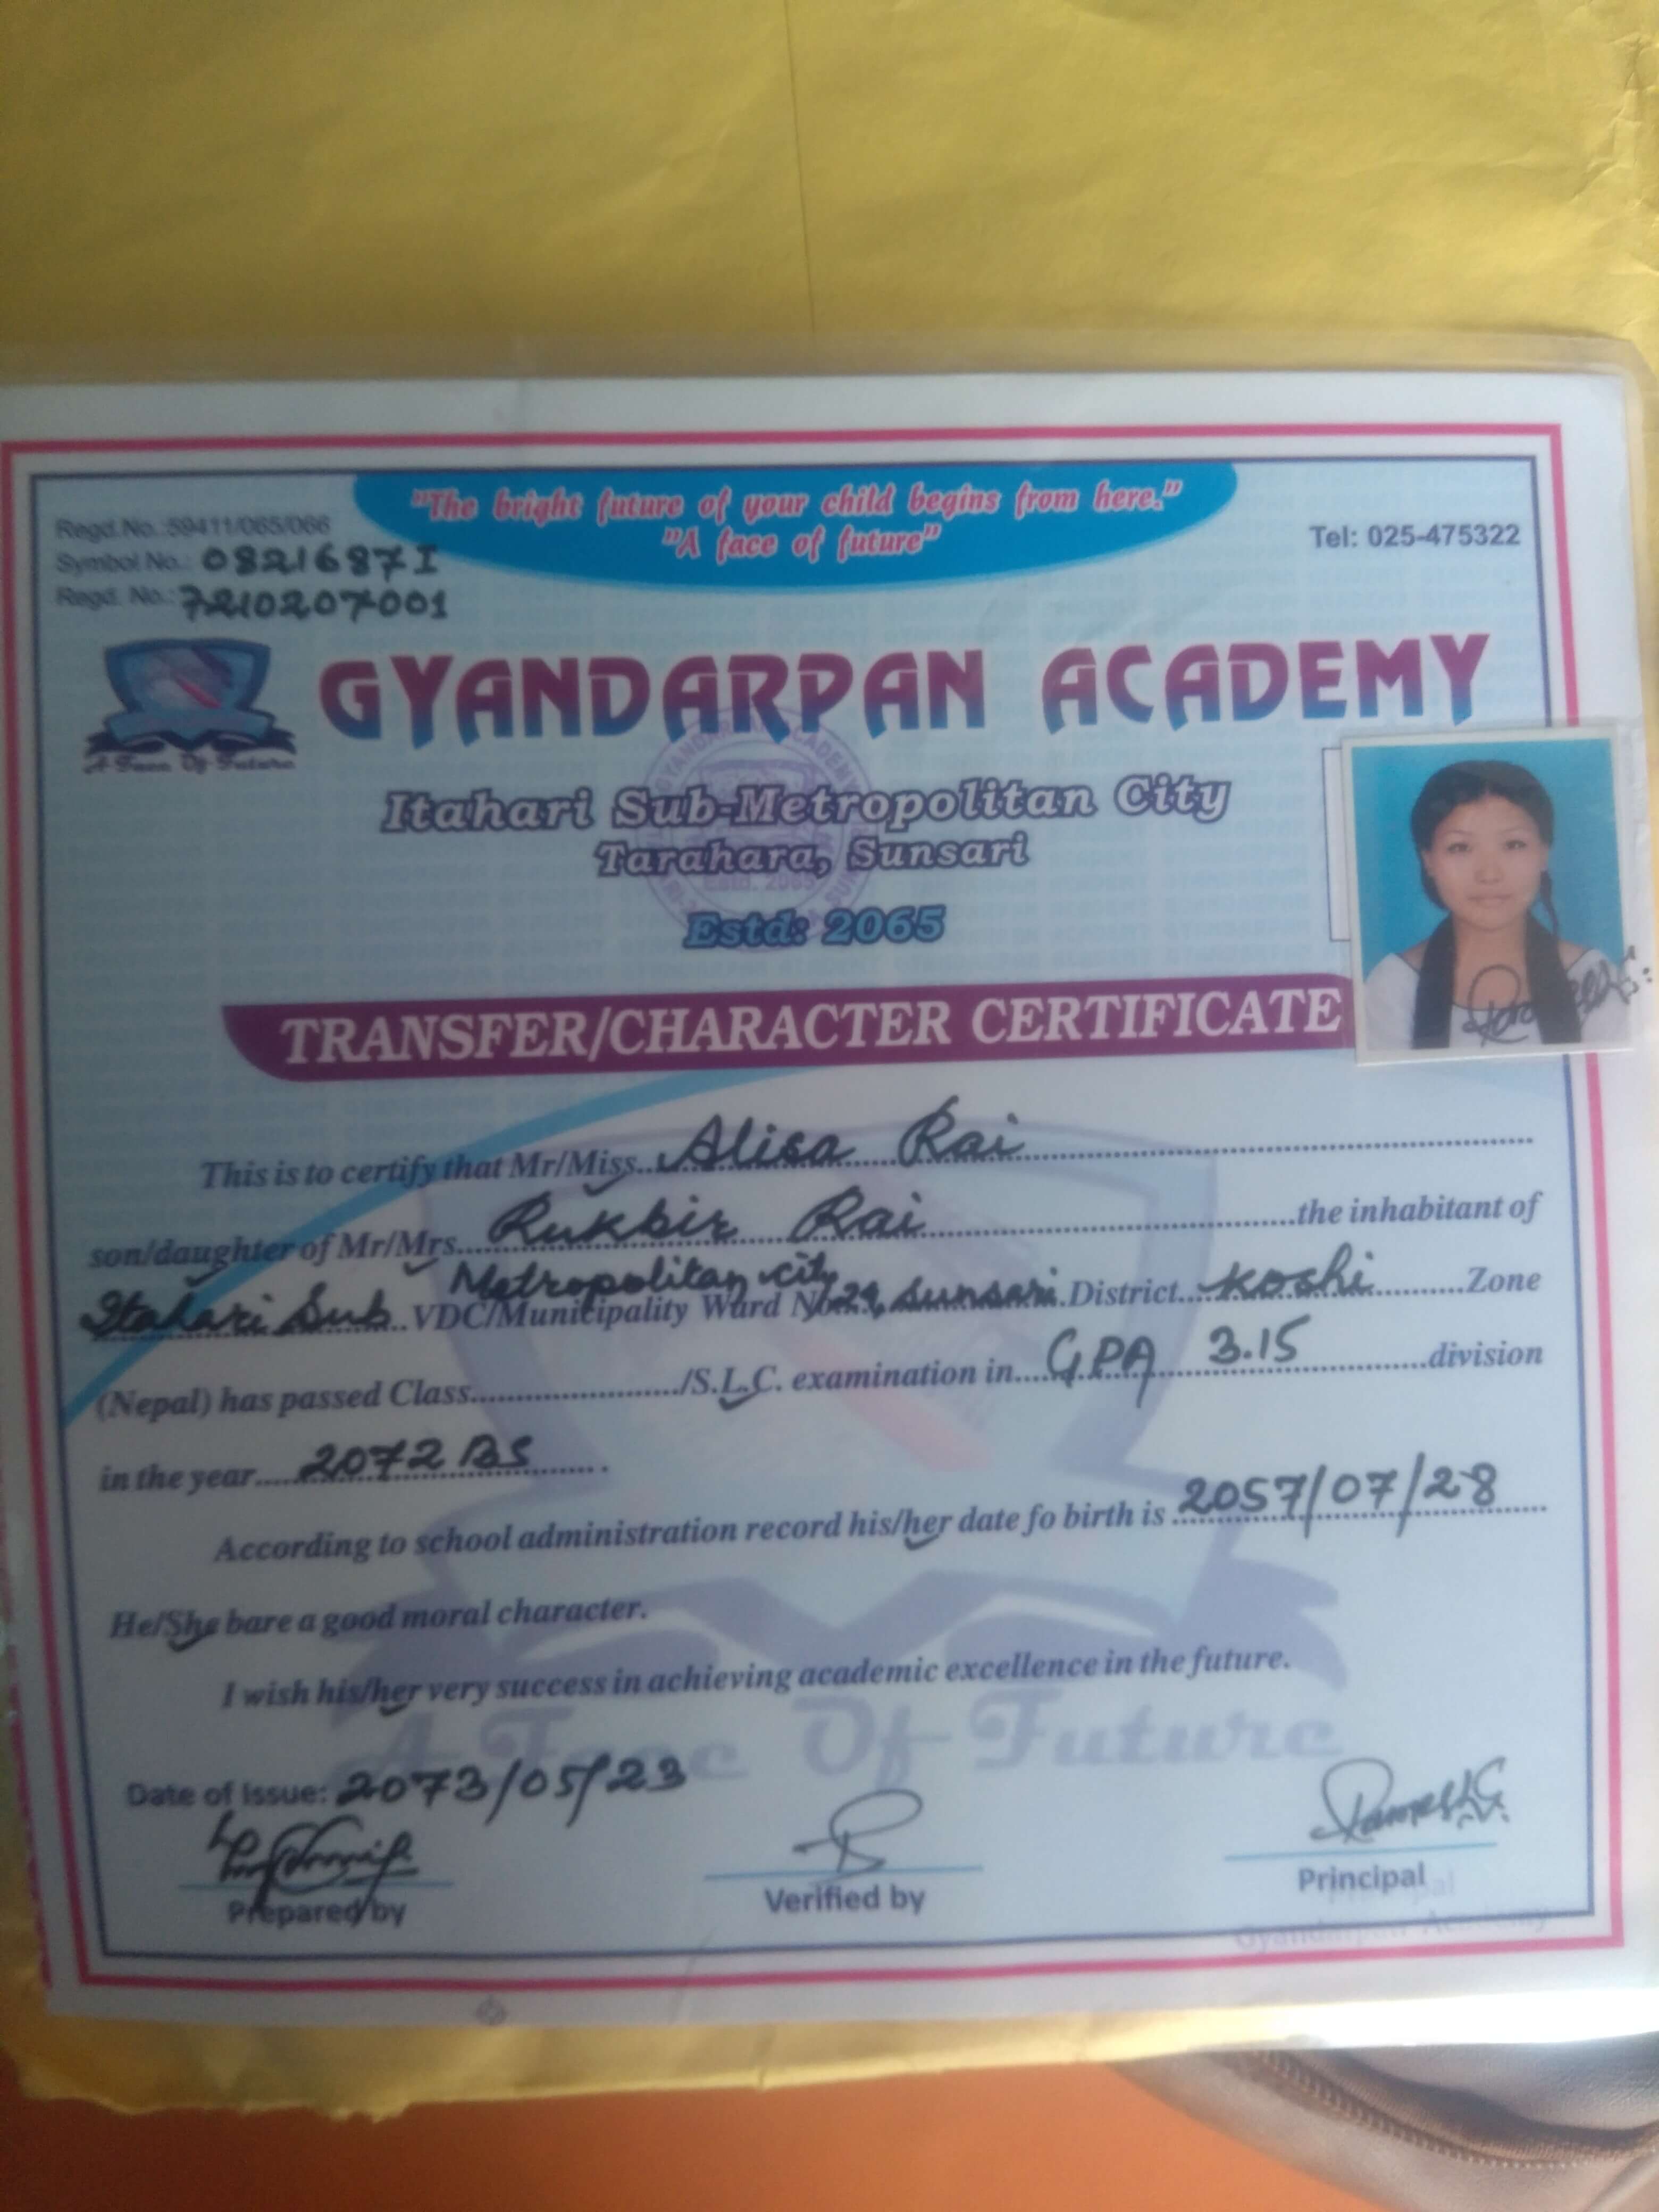 "The bright future of your child begins from here."
"A face of future"
Regd.No.:59411/065/066
Symbol No.: 0821687I
Regd. No.: 7210207001
Tel: 025-475322
GYANDARPAN ACADEMY
A Face Of Future
Itahari Sub-Metropolitan City
Tarahara, Sunsari
Estd: 2065
TRANSFER/CHARACTER CERTIFICATE
This is to certify that Mr/Miss Alisa Rai
son/daughter of Mr/Mrs Rukbir Rai the inhabitant of
Metropolitan city
Itahari Sub VDC/Municipality Ward No. Sunsari District Koshi Zone
(Nepal) has passed Class /S.L.C. examination in GPA 3.15 division
in the year 2072 BS
According to school administration record his/her date fo birth is 2057/07/28
He/She bare a good moral character.
I wish his/her very success in achieving academic excellence in the future.
A Face Of Future
Date of Issue: 2073/05/23
Prepared by
Verified by
Principal
Principal
Gyandarpan Academy